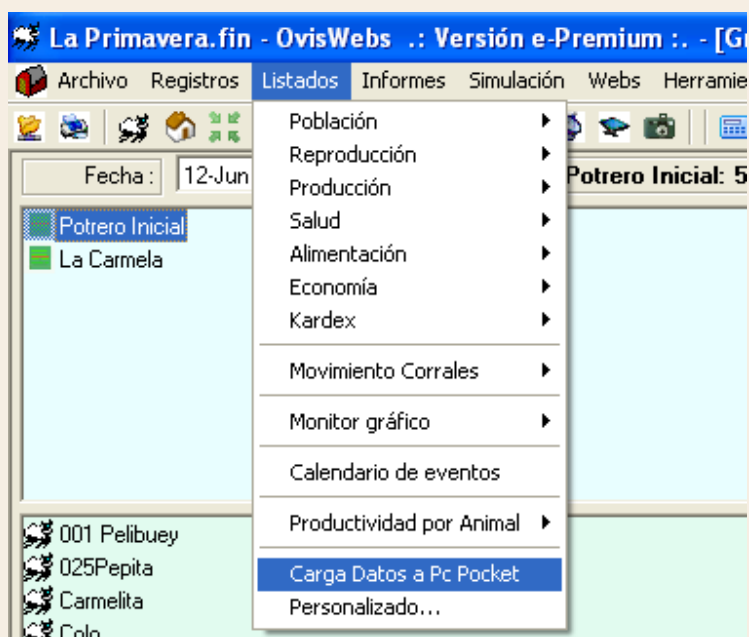 La Primavera.fin - OvisWebs .: Versión e-Premium :. - [G
Archivo Registros Listados Informes Simulación Webs Herramie
Fecha : 12-Jun
Potrero Inicial: 5
Potrero Inicial
La Carmela
Población
Reproducción
Producción
Salud
Alimentación
Economía
Kardex
Movimiento Corrales
Monitor gráfico
Calendario de eventos
Productividad por Animal
Carga Datos a Pc Pocket
Personalizado...
001 Pelibuey
025Pepita
Carmelita
Colo